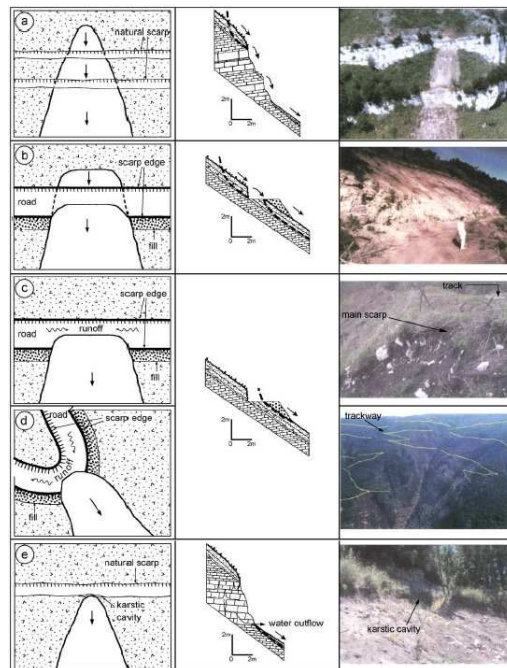 a
natural scarp
2m
0 2m
b
scarp edge
road
fill
2m
0 2m
c
scarp edge
runoff
road
fill
2m
0 2m
track
main scarp
d
road
scarp edge
runoff
fill
trackway
e
natural scarp
karstic
cavity
2m
0 2m
water outflow
karstic cavity